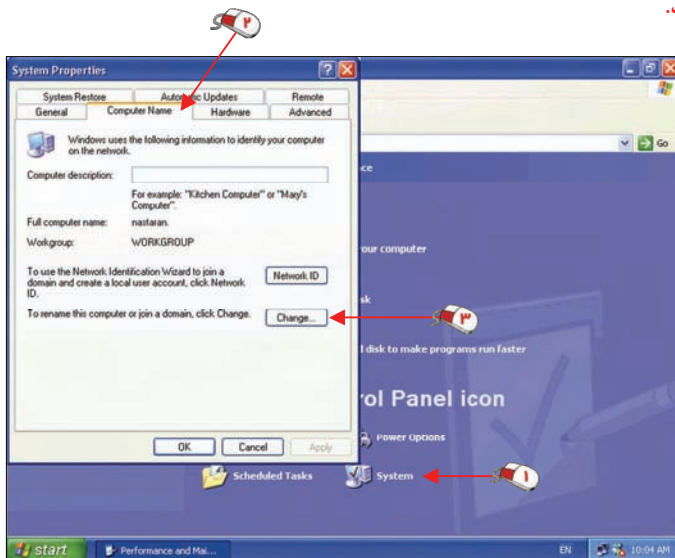 ۲
System Properties
System Restore
Automatic Updates
Remote
General
Computer Name
Hardware
Advanced
Windows uses the following information to identify your computer
on the network.
Computer description:
For example: "Kitchen Computer" or "Mary's
Computer".
Full computer name: nastaran.
Workgroup: WORKGROUP
To use the Network Identification Wizard to join a
domain and create a local user account, click Network
ID.
Network ID
To rename this computer or join a domain, click Change.
Change...
۳
OK
Cancel
Apply
Go
ce
our computer
sk
disk to make programs run faster
ol Panel icon
Power Options
Scheduled Tasks
System
۱
start
Performance and Mai...
EN
10:04 AM